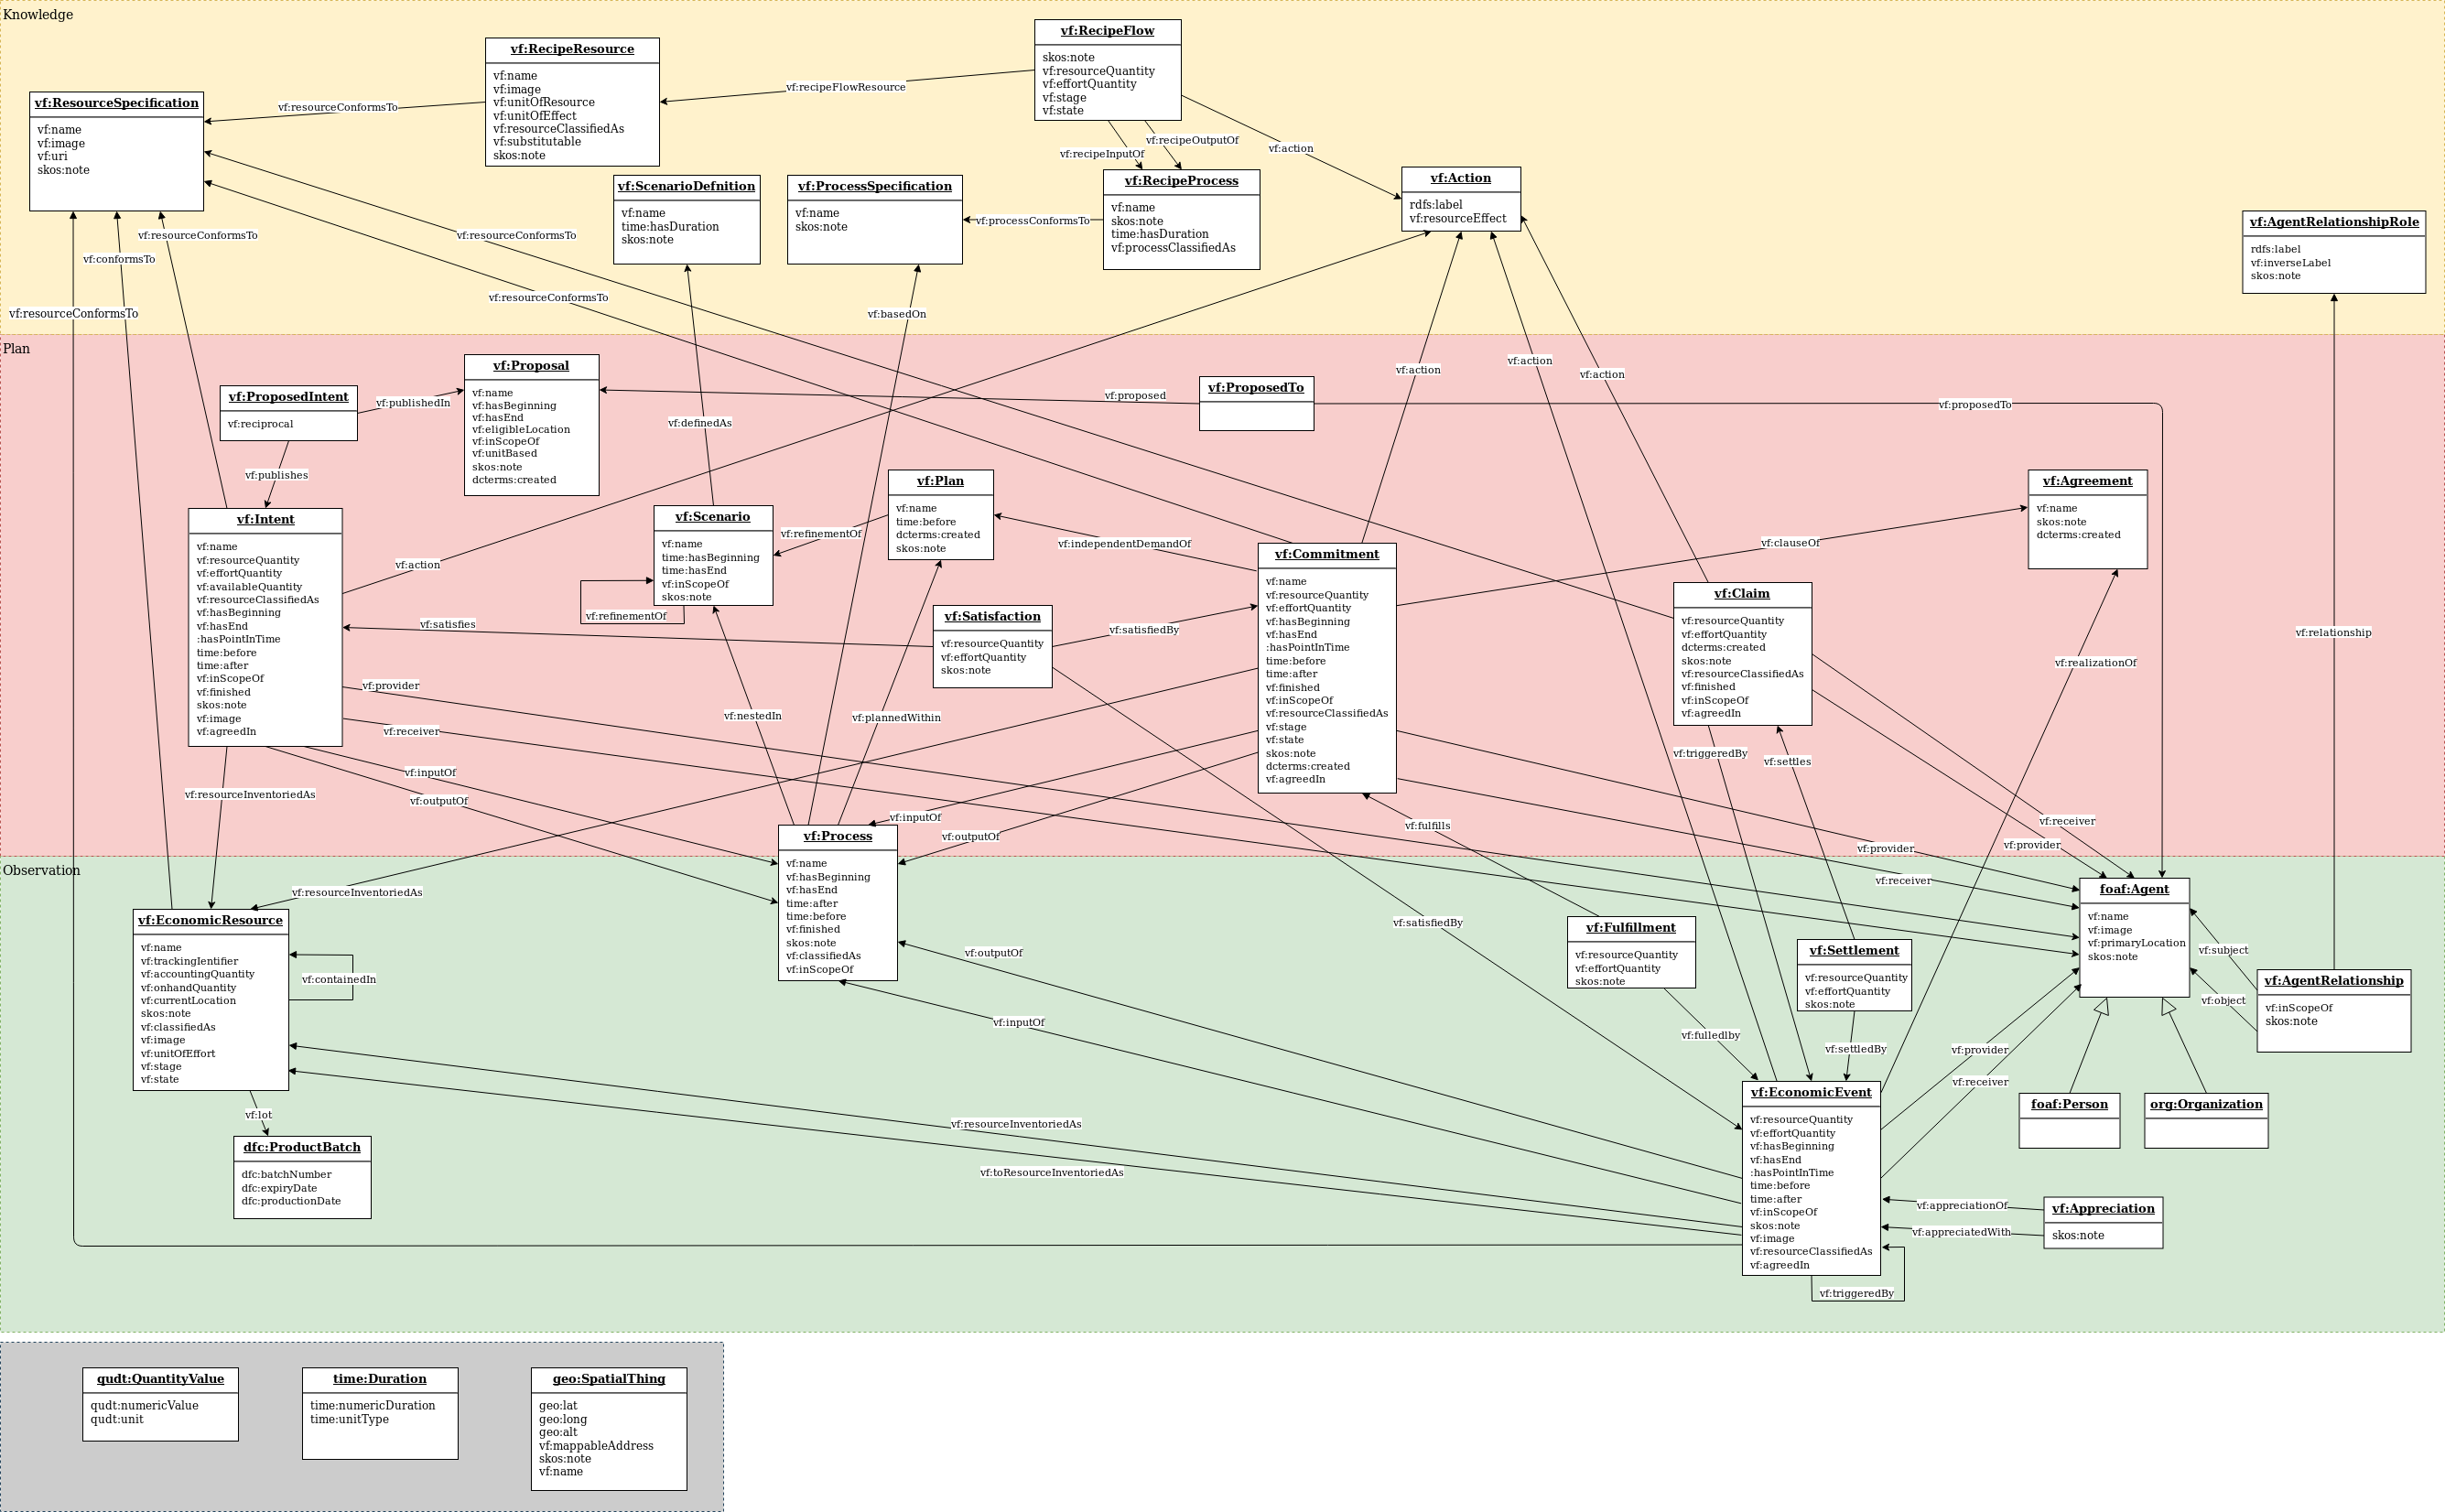 Knowledge
vf:RecipeFlow
skos:note
vf:resourceQuantity
vf:effortQuantity
vf:stage
vf:state
vf:RecipeResource
vf:name
vf:image
vf:unitOfResource
vf:unitOfEffect
vf:resourceClassifiedAs
vf:substitutable
skos:note
vf:recipeFlowResource
vf:resourceConformsTo
vf:ResourceSpecification
vf:name
vf:image
vf:uri
skos:note
vf:recipeInputOf
vf:recipeOutputOf
vf:action
vf:ScenarioDefnition
vf:name
time:hasDuration
skos:note
vf:ProcessSpecification
vf:name
skos:note
vf:processConformsTo
vf:RecipeProcess
vf:name
skos:note
time:hasDuration
vf:processClassifiedAs
vf:Action
rdfs:label
vf:resourceEffect
vf:AgentRelationshipRole
rdfs:label
vf:inverseLabel
skos:note
vf:resourceConformsTo
vf:conformsTo
vf:resourceConformsTo
vf:resourceConformsTo
vf:resourceConformsTo
vf:basedOn
Plan
vf:ProposedIntent
vf:reciprocal
vf:publishedIn
vf:publishes
vf:Proposal
vf:name
vf:hasBeginning
vf:hasEnd
vf:eligibleLocation
vf:inScopeOf
vf:unitBased
skos:note
dcterms:created
vf:definedAs
vf:proposed
vf:ProposedTo
vf:action
vf:action
vf:action
vf:proposedTo
vf:Intent
vf:name
vf:resourceQuantity
vf:effortQuantity
vf:availableQuantity
vf:resourceClassifiedAs
vf:hasBeginning
vf:hasEnd
:hasPointInTime
time:before
time:after
vf:inScopeOf
vf:finished
skos:note
vf:image
vf:agreedIn
vf:action
vf:Scenario
vf:name
time:hasBeginning
time:hasEnd
vf:inScopeOf
skos:note
vf:refinementOf
vf:refinementOf
vf:Plan
vf:name
time:before
dcterms:created
skos:note
vf:independentDemandOf
vf:satisfies
vf:Satisfaction
vf:resourceQuantity
vf:effortQuantity
skos:note
vf:satisfiedBy
vf:Commitment
vf:name
vf:resourceQuantity
vf:effortQuantity
vf:hasBeginning
vf:hasEnd
:hasPointInTime
time:before
time:after
vf:finished
vf:inScopeOf
vf:resourceClassifiedAs
vf:stage
vf:state
skos:note
dcterms:created
vf:agreedIn
vf:clauseOf
vf:Claim
vf:resourceQuantity
vf:effortQuantity
dcterms:created
skos:note
vf:resourceClassifiedAs
vf:finished
vf:inScopeOf
vf:agreedIn
vf:Agreement
vf:name
skos:note
dcterms:created
vf:relationship
vf:realizationOf
vf:provider
vf:receiver
vf:nestedIn
vf:plannedWithin
vf:triggeredBy
vf:settles
vf:inputOf
vf:outputOf
vf:resourceInventoriedAs
vf:inputOf
vf:outputOf
vf:fulfills
vf:receiver
vf:provider
vf:provider
vf:receiver
Observation
vf:resourceInventoriedAs
vf:EconomicResource
vf:name
vf:trackingIentifier
vf:accountingQuantity
vf:onhandQuantity
vf:currentLocation
skos:note
vf:classifiedAs
vf:image
vf:unitOfEffort
vf:stage
vf:state
vf:containedIn
vf:lot
dfc:ProductBatch
dfc:batchNumber
dfc:expiryDate
dfc:productionDate
vf:Process
vf:name
vf:hasBeginning
vf:hasEnd
time:after
time:before
vf:finished
skos:note
vf:classifiedAs
vf:inScopeOf
vf:outputOf
vf:inputOf
vf:resourceInventoriedAs
vf:toResourceInventoriedAs
vf:satisfiedBy
vf:Fulfillment
vf:resourceQuantity
vf:effortQuantity
skos:note
vf:fulledlby
vf:Settlement
vf:resourceQuantity
vf:effortQuantity
skos:note
vf:settledBy
foaf:Agent
vf:name
vf:image
vf:primaryLocation
skos:note
vf:subject
vf:object
vf:AgentRelationship
vf:inScopeOf
skos:note
vf:provider
vf:receiver
foaf:Person
org:Organization
vf:EconomicEvent
vf:resourceQuantity
vf:effortQuantity
vf:hasBeginning
vf:hasEnd
:hasPointInTime
time:before
time:after
vf:inScopeOf
skos:note
vf:image
vf:resourceClassifiedAs
vf:agreedIn
vf:appreciationOf
vf:appreciatedWith
vf:Appreciation
skos:note
vf:triggeredBy
qudt:QuantityValue
qudt:numericValue
qudt:unit
time:Duration
time:numericDuration
time:unitType
geo:SpatialThing
geo:lat
geo:long
geo:alt
vf:mappableAddress
skos:note
vf:name